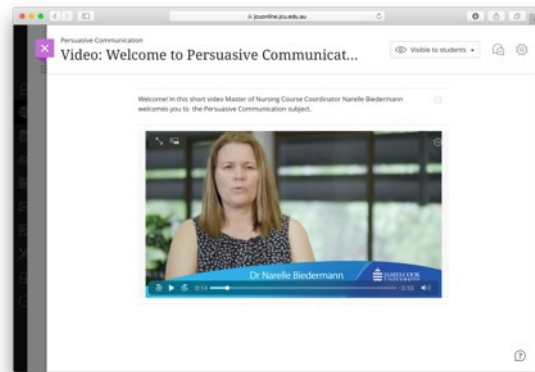 jcuonline.jcu.edu.au
Persuasive Communication
Video: Welcome to Persuasive Communicat...
Visible to students
Welcome! In this short video Master of Nursing Course Coordinator Narelle Biedermann
welcomes you to the Persuasive Communication subject.
Dr Narelle Biedermann
JAMES COOK
UNIVERSITY
0:14
-2:33